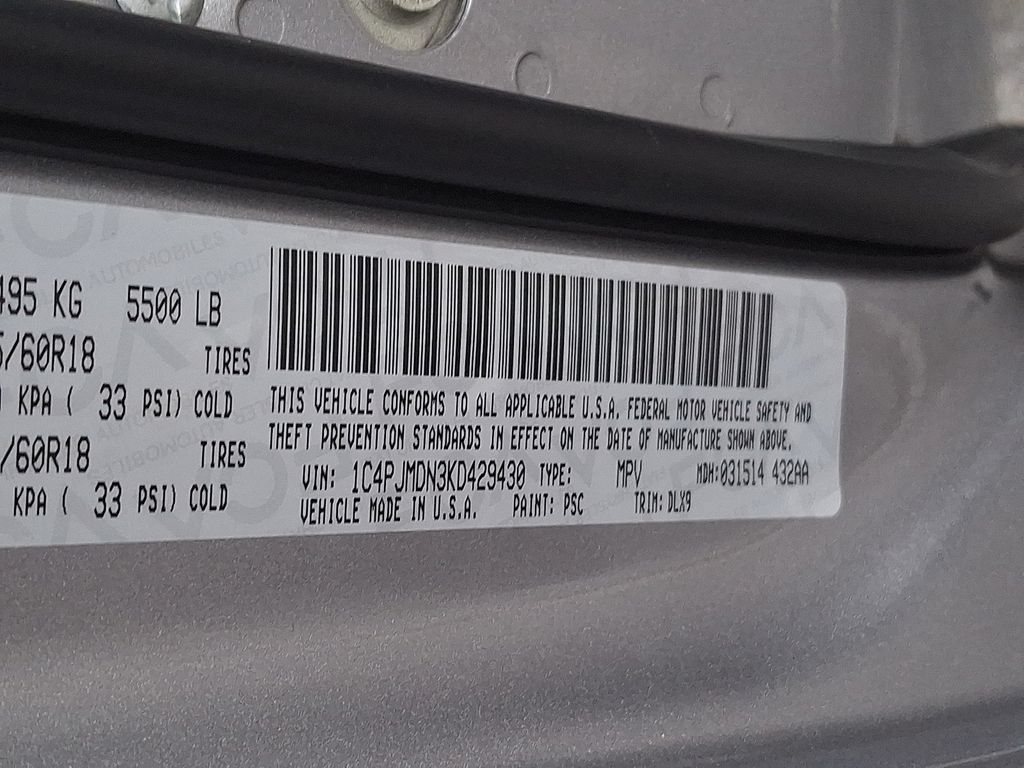 495 KG 5500 LB
/60R18 TIRES
KPA ( 33 PSI) COLD
/60R18 TIRES
KPA ( 33 PSI) COLD
THIS VEHICLE CONFORMS TO ALL APPLICABLE U.S.A. FEDERAL MOTOR VEHICLE SAFETY AND
THEFT PREVENTION STANDARDS IN EFFECT ON THE DATE OF MANUFACTURE SHOWN ABOVE.
VIN: 1C4PJMDN3KD429430 TYPE: MPV MDH:031514 432AA
VEHICLE MADE IN U.S.A. PAINT: PSC TRIM: DLX9